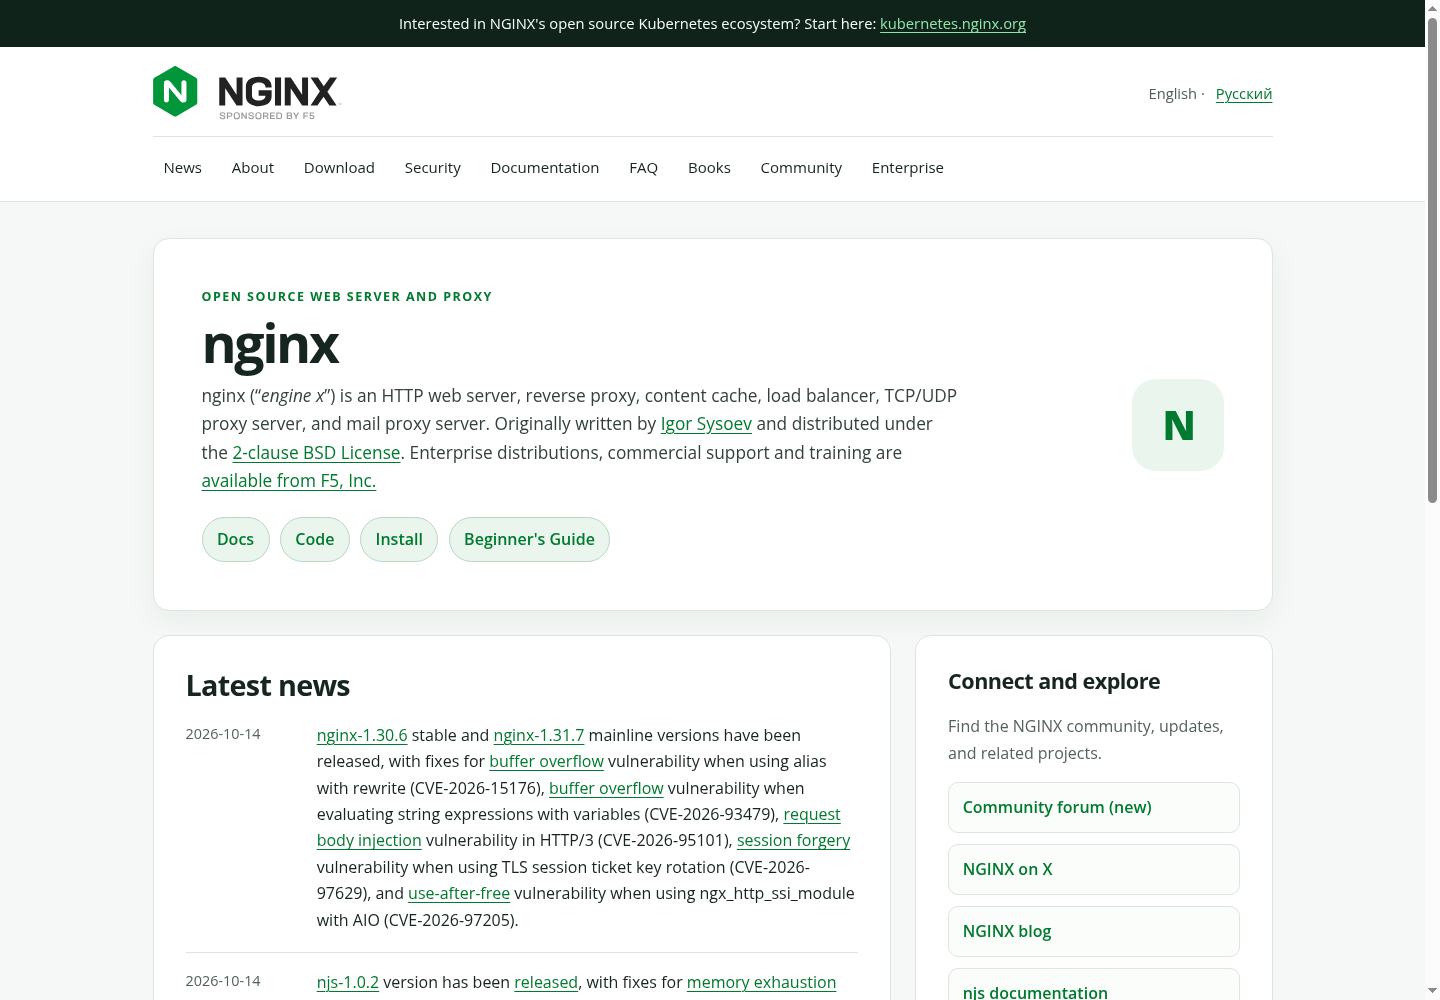 Interested in NGINX's open source Kubernetes ecosystem? Start here: kubernetes.nginx.org
N NGINX
SPONSORED BY F5
English · Русский
News About Download Security Documentation FAQ Books Community Enterprise
OPEN SOURCE WEB SERVER AND PROXY
nginx
nginx (“engine x”) is an HTTP web server, reverse proxy, content cache, load balancer, TCP/UDP
proxy server, and mail proxy server. Originally written by Igor Sysoev and distributed under
the 2-clause BSD License. Enterprise distributions, commercial support and training are
available from F5, Inc.
N
Docs Code Install Beginner's Guide
Latest news
2026-10-14
nginx-1.30.6 stable and nginx-1.31.7 mainline versions have been
released, with fixes for buffer overflow vulnerability when using alias
with rewrite (CVE-2026-15176), buffer overflow vulnerability when
evaluating string expressions with variables (CVE-2026-93479), request
body injection vulnerability in HTTP/3 (CVE-2026-95101), session forgery
vulnerability when using TLS session ticket key rotation (CVE-2026-
97629), and use-after-free vulnerability when using ngx_http_ssi_module
with AIO (CVE-2026-97205).
2026-10-14
njs-1.0.2 version has been released, with fixes for memory exhaustion
Connect and explore
Find the NGINX community, updates,
and related projects.
Community forum (new)
NGINX on X
NGINX blog
njs documentation